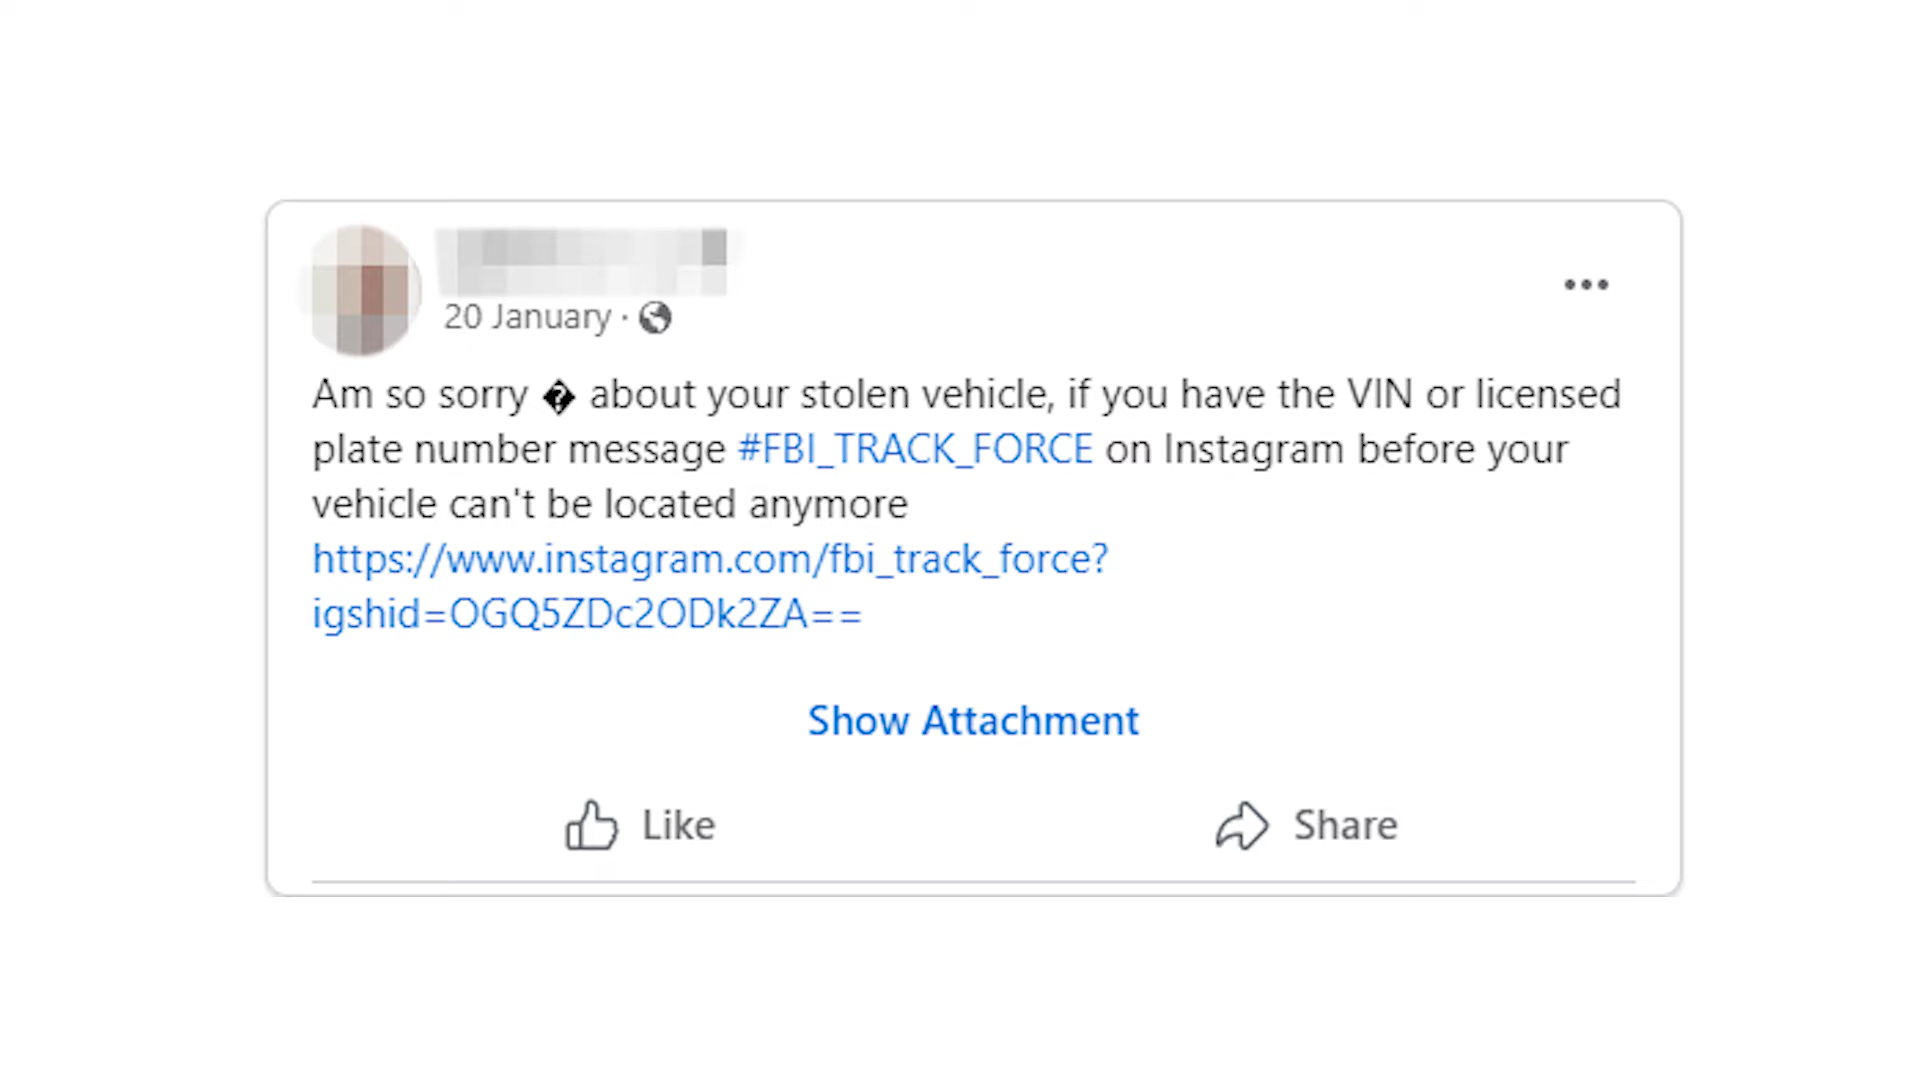 20 January ·
Am so sorry � about your stolen vehicle, if you have the VIN or licensed
plate number message #FBI_TRACK_FORCE on Instagram before your
vehicle can't be located anymore
https://www.instagram.com/fbi_track_force?
igshid=OGQ5ZDc2ODk2ZA==
Show Attachment
Like
Share